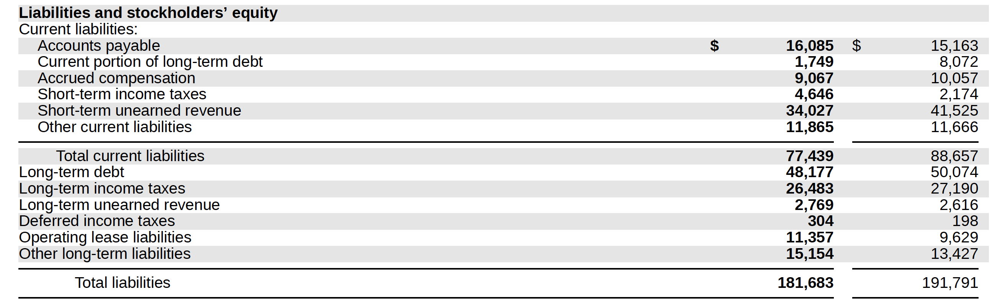 Liabilities and stockholders’ equity
Current liabilities:
Accounts payable $ 16,085 $ 15,163
Current portion of long-term debt 1,749 8,072
Accrued compensation 9,067 10,057
Short-term income taxes 4,646 2,174
Short-term unearned revenue 34,027 41,525
Other current liabilities 11,865 11,666
Total current liabilities 77,439 88,657
Long-term debt 48,177 50,074
Long-term income taxes 26,483 27,190
Long-term unearned revenue 2,769 2,616
Deferred income taxes 304 198
Operating lease liabilities 11,357 9,629
Other long-term liabilities 15,154 13,427
Total liabilities 181,683 191,791